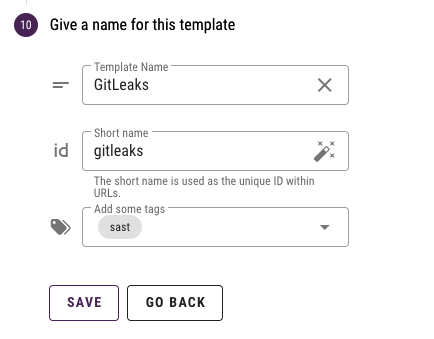 10 Give a name for this template
Template Name
GitLeaks
id
Short name
gitleaks
The short name is used as the unique ID within
URLs.
Add some tags
sast
SAVE GO BACK